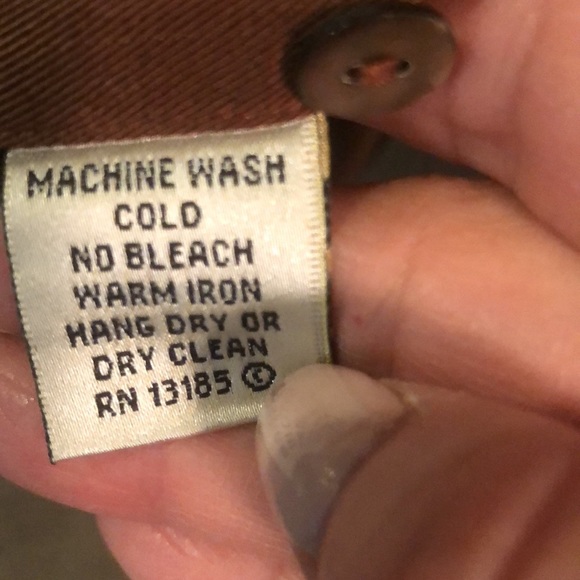 MACHINE WASH
COLD
NO BLEACH
WARM IRON
HANG DRY OR
DRY CLEAN
RN 13185 ©